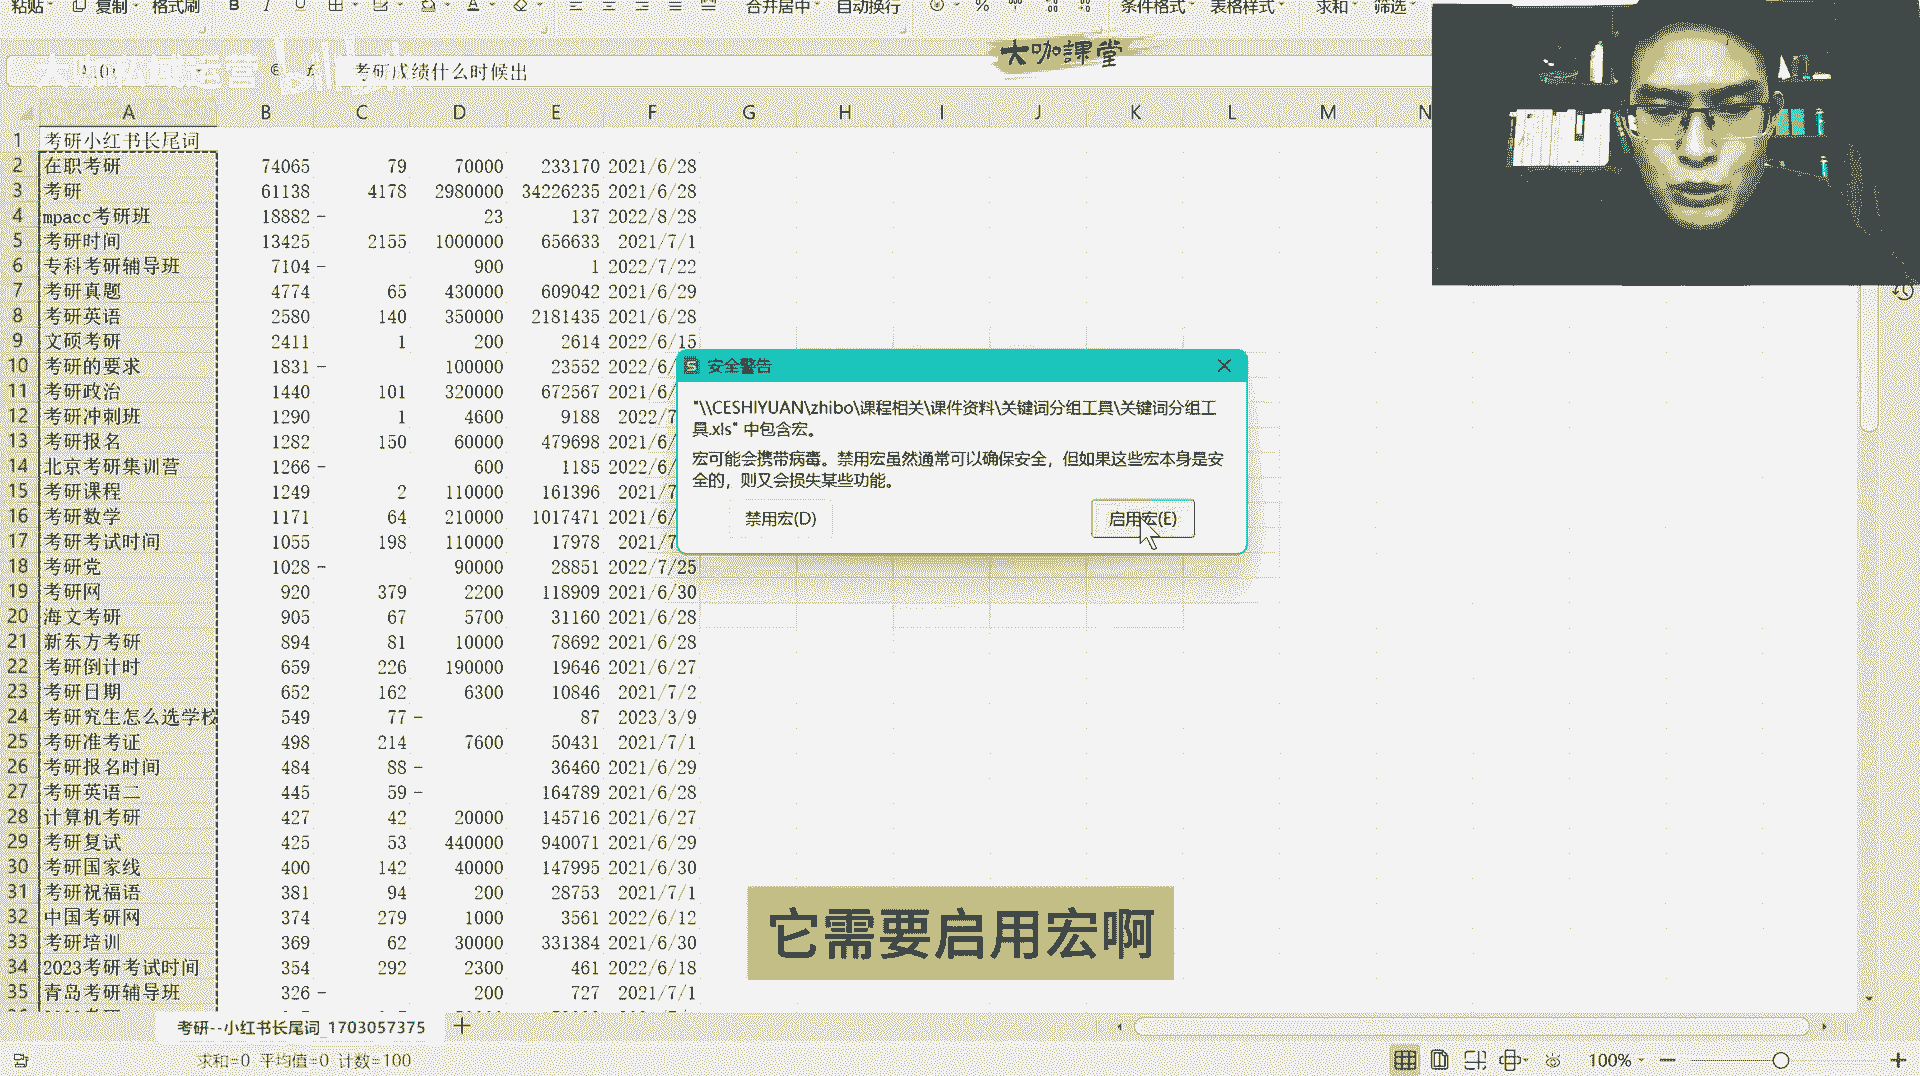 粘贴 复制 格式刷 B I U A 合并居中 自动换行 % 条件格式 表格样式 求和 筛选
大咖課堂
考研成绩什么时候出
A B C D E F G H I J K L M N
1 考研小红书长尾词
2 在职考研 74065 79 70000 233170 2021/6/28
3 考研 61138 4178 2980000 34226235 2021/6/28
4 mpacc考研班 18882 - 23 137 2022/8/28
5 考研时间 13425 2155 1000000 656633 2021/7/1
6 专科考研辅导班 7104 - 900 1 2022/7/22
7 考研真题 4774 65 430000 609042 2021/6/29
8 考研英语 2580 140 350000 2181435 2021/6/28
9 文硕考研 2411 1 200 2614 2022/6/15
10 考研的要求 1831 - 100000 23552 2022/6/
11 考研政治 1440 101 320000 672567 2021/6/
12 考研冲刺班 1290 1 4600 9188 2022/7
13 考研报名 1282 150 60000 479698 2021/6/
14 北京考研集训营 1266 - 600 1185 2022/6/
15 考研课程 1249 2 110000 161396 2021/7
16 考研数学 1171 64 210000 1017471 2021/6/
17 考研考试时间 1055 198 110000 17978 2021/7
18 考研党 1028 - 90000 28851 2022/7/25
19 考研网 920 379 2200 118909 2021/6/30
20 海文考研 905 67 5700 31160 2021/6/28
21 新东方考研 894 81 10000 78692 2021/6/28
22 考研倒计时 659 226 190000 19646 2021/6/27
23 考研日期 652 162 6300 10846 2021/7/2
24 考研究生怎么选学校 549 77 - 87 2023/3/9
25 考研准考证 498 214 7600 50431 2021/7/1
26 考研报名时间 484 88 - 36460 2021/6/29
27 考研英语二 445 59 - 164789 2021/6/28
28 计算机考研 427 42 20000 145716 2021/6/27
29 考研复试 425 53 440000 940071 2021/6/29
30 考研国家线 400 142 40000 147995 2021/6/30
31 考研祝福语 381 94 200 28753 2021/7/1
32 中国考研网 374 279 1000 3561 2022/6/12
33 考研培训 369 62 30000 331384 2021/6/30
34 2023考研考试时间 354 292 2300 461 2022/6/18
35 青岛考研辅导班 326 - 200 727 2021/7/1
安全警告
"\\CESHIYUAN\zhibo\课程相关\课件资料\关键词分组工具\关键词分组工
具.xls" 中包含宏。
宏可能会携带病毒。禁用宏虽然通常可以确保安全，但如果这些宏本身是安
全的，则又会损失某些功能。
禁用宏(D) 启用宏(E)
它需要启用宏啊
考研--小红书长尾词_1703057375
求和=0 平均值=0 计数=100
100%